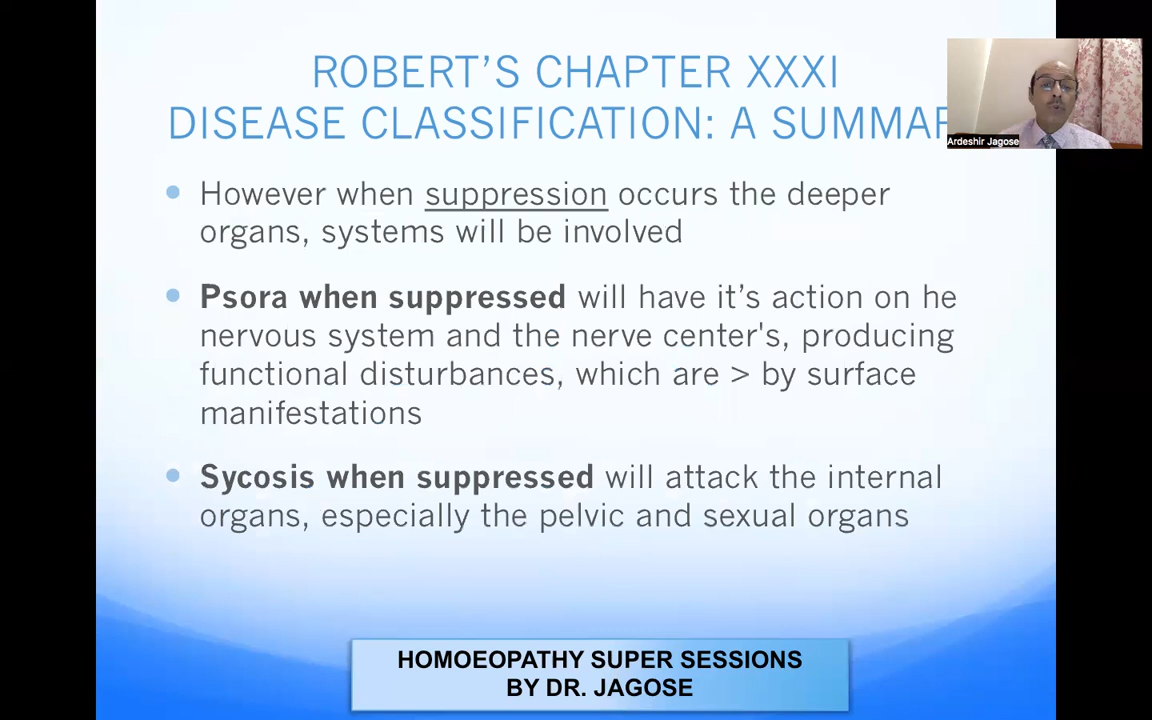 ROBERT'S CHAPTER XXXI
DISEASE CLASSIFICATION: A SUMMAR
Ardeshir Jagose
• However when suppression occurs the deeper
organs, systems will be involved
• Psora when suppressed will have it's action on he
nervous system and the nerve center's, producing
functional disturbances, which are > by surface
manifestations
• Sycosis when suppressed will attack the internal
organs, especially the pelvic and sexual organs
HOMOEOPATHY SUPER SESSIONS
BY DR. JAGOSE